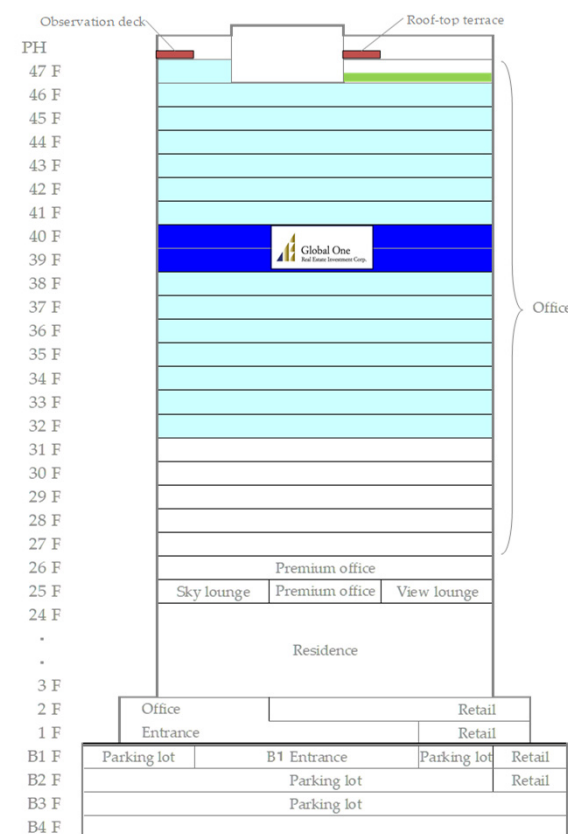 Observation deck
Roof-top terrace
PH
47 F
46 F
45 F
44 F
43 F
42 F
41 F
40 F
Global One
Real Estate Investment Corp.
39 F
38 F
37 F
Office
36 F
35 F
34 F
33 F
32 F
31 F
30 F
29 F
28 F
27 F
26 F Premium office
25 F Sky lounge Premium office View lounge
24 F
Residence
3 F
2 F Office Retail
1 F Entrance Retail
B1 F Parking lot B1 Entrance Parking lot Retail
B2 F Parking lot Retail
B3 F Parking lot
B4 F